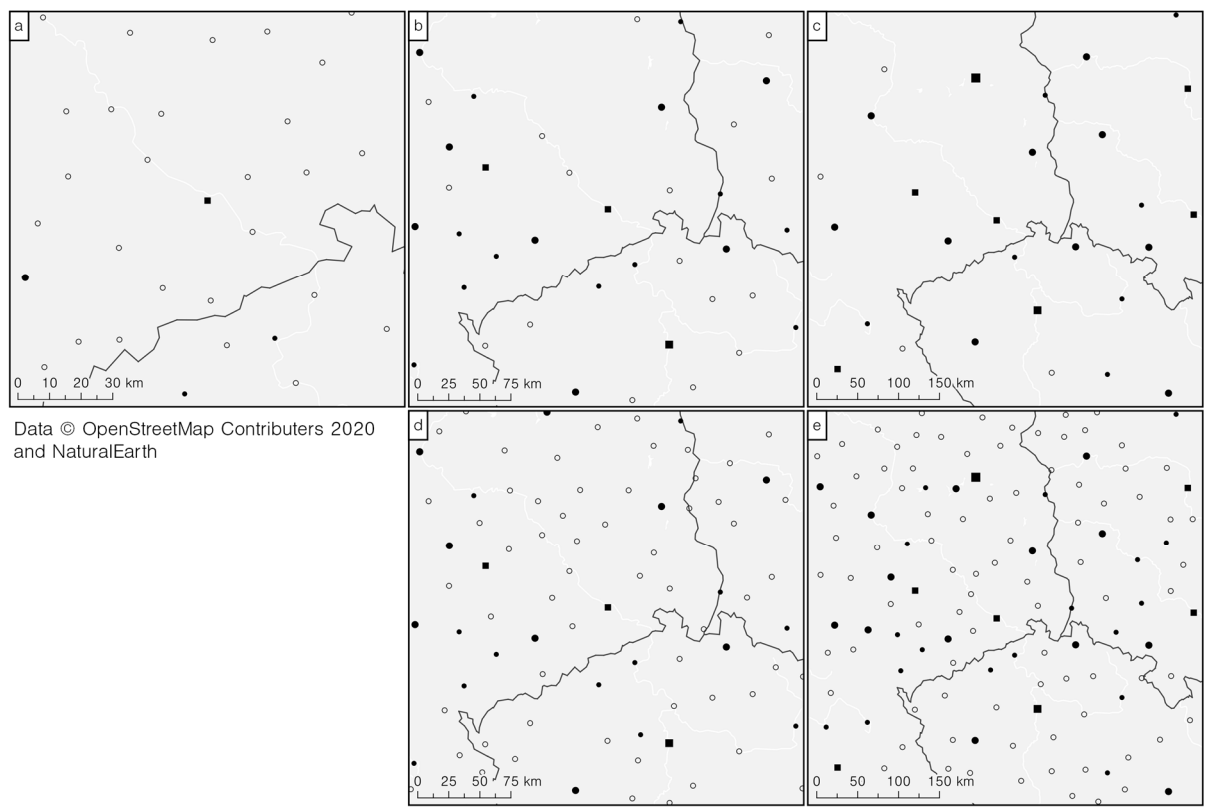 a
b
c
0 10 20 30 km
0 25 50 75 km
0 50 100 150 km
Data © OpenStreetMap Contributers 2020
and NaturalEarth
d
e
0 25 50 75 km
0 50 100 150 km